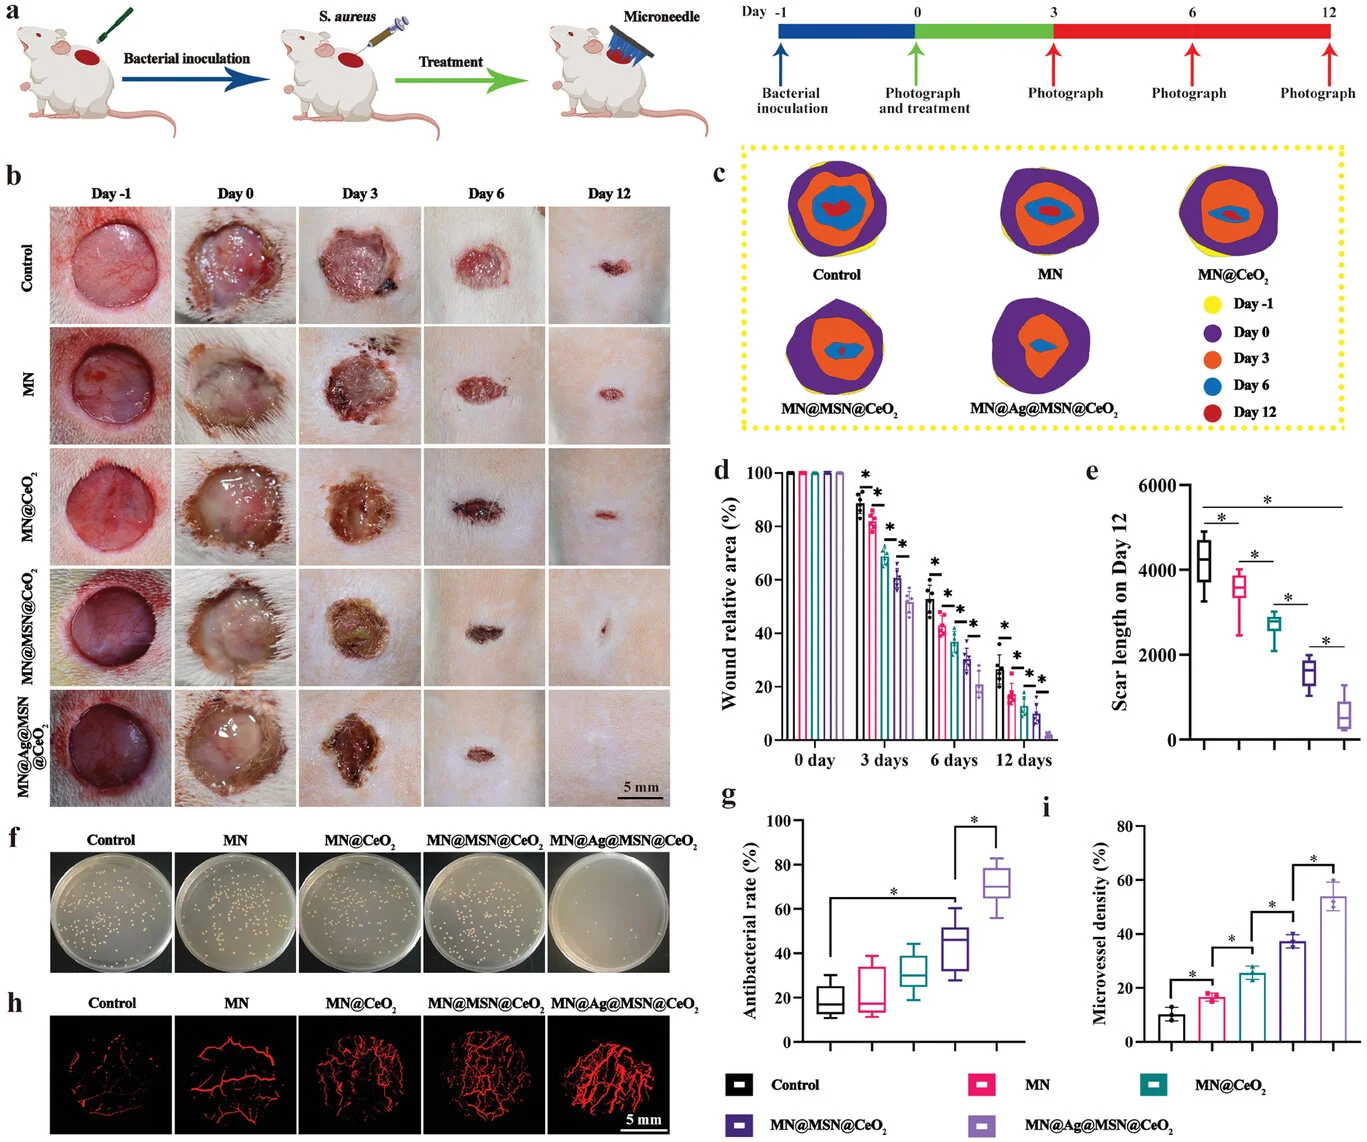 a
S. aureus
Microneedle
Bacterial inoculation
Treatment
Day -1 0 3 6 12
Bacterial
inoculation
Photograph
and treatment
Photograph
Photograph
Photograph
b
Day -1 Day 0 Day 3 Day 6 Day 12
Control
MN
MN@CeO₂
MN@MSN@CeO₂
MN@Ag@MSN
@CeO₂
5 mm
c
Control
MN
MN@CeO₂
MN@MSN@CeO₂
MN@Ag@MSN@CeO₂
Day -1
Day 0
Day 3
Day 6
Day 12
d
Wound relative area (%)
100
80
60
40
20
0
* * * *
* * * *
* * * *
0 day 3 days 6 days 12 days
e
Scar length on Day 12
6000
4000
2000
0
*
* * * *
f
Control MN MN@CeO₂ MN@MSN@CeO₂ MN@Ag@MSN@CeO₂
g
Antibacterial rate (%)
100
80
60
40
20
0
* *
h
Control MN MN@CeO₂ MN@MSN@CeO₂ MN@Ag@MSN@CeO₂
5 mm
i
Microvessel density (%)
80
60
40
20
0
* * * *
Control MN MN@CeO₂
MN@MSN@CeO₂ MN@Ag@MSN@CeO₂